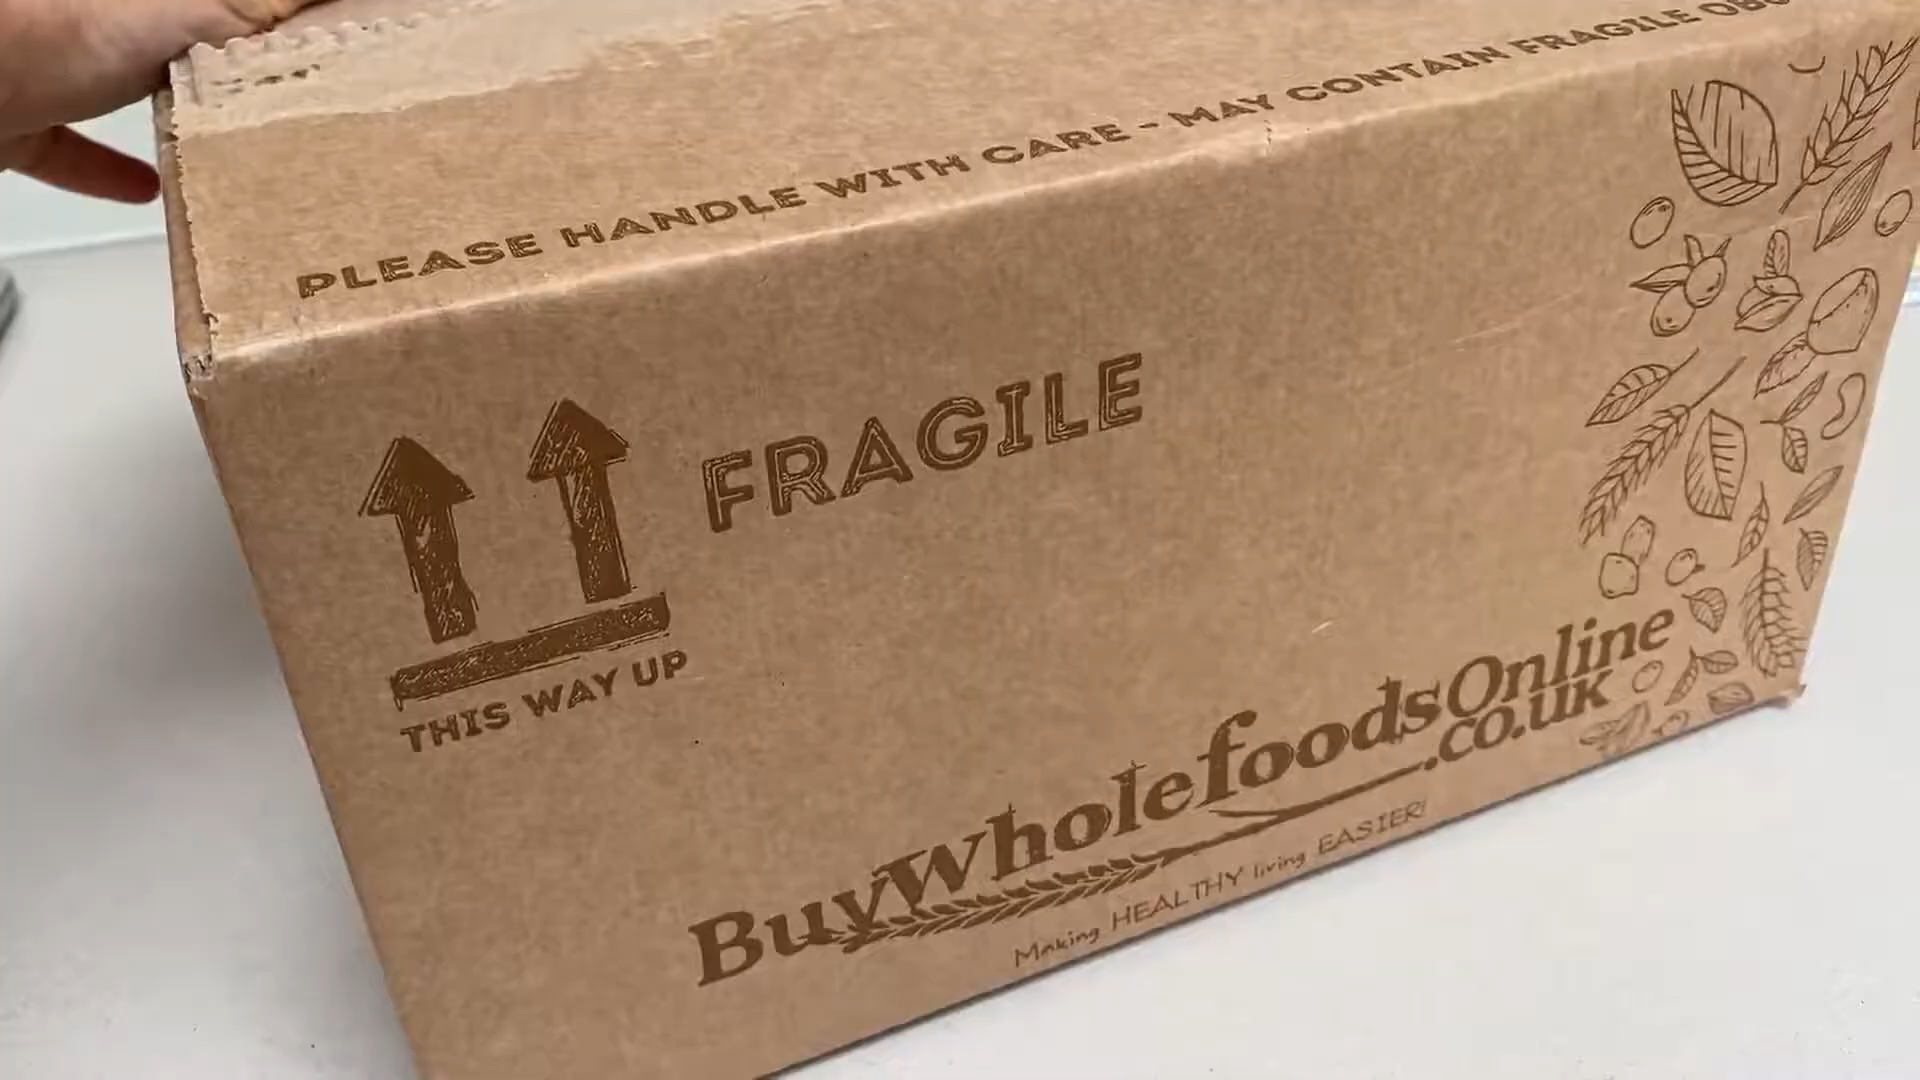 PLEASE HANDLE WITH CARE - MAY CONTAIN FRAGILE
FRAGILE
THIS WAY UP
BuyWholefoodsOnline
.co.uk
Making HEALTHY living EASIER!